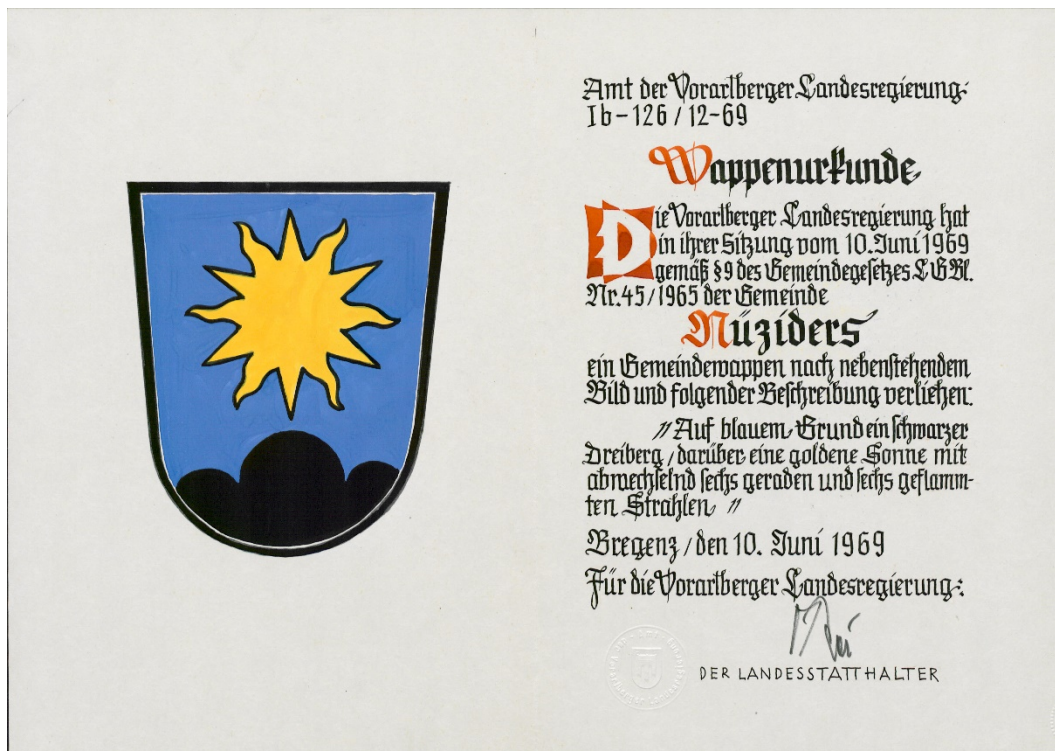 Amt der Vorarlberger Landesregierung
Ib-126/12-69
Wappenurkunde
Die Vorarlberger Landesregierung hat
in ihrer Sitzung vom 10. Juni 1969
gemäß §9 des Gemeindegesetzes LGBl.
Nr. 45/1965 der Gemeinde
Nüziders
ein Gemeindewappen nach nebenstehendem
Bild und folgender Beschreibung verliehen:
"Auf blauem Grund ein schwarzer
Dreiberg, darüber eine goldene Sonne mit
abwechselnd sechs geraden und sechs geflamm-
ten Strahlen."
Bregenz, den 10. Juni 1969
Für die Vorarlberger Landesregierung:
DER LANDESSTATTHALTER